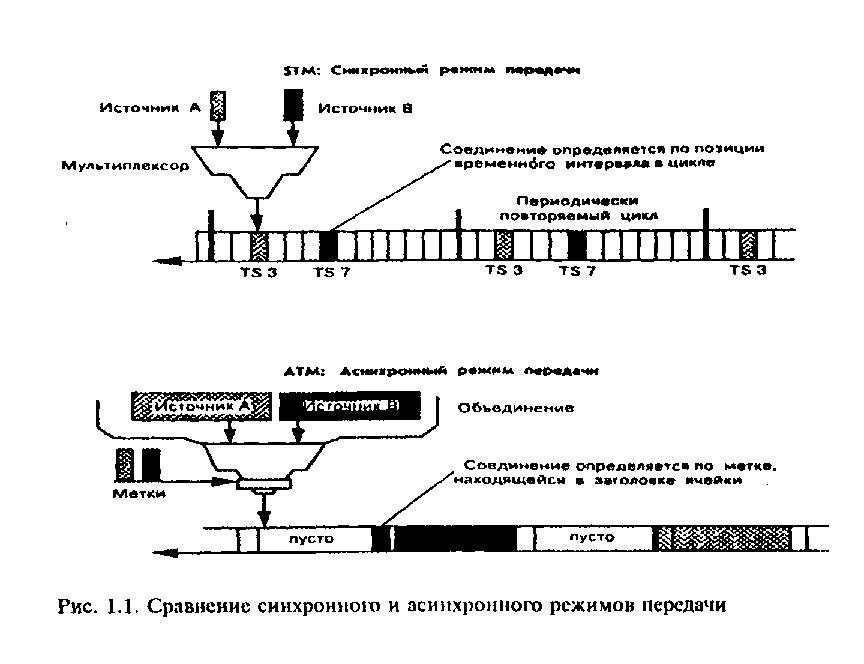 STM: Синхронный режим передачи
Источник А
Источник В
Мультиплексор
Соединение определяется по позиции
временного интервала в цикле
Периодически
повторяемый цикл
TS 3
TS 7
TS 3
TS 7
TS 3
АТМ: Асинхронный режим передачи
Источник А
Источник В
Объединение
Метки
Соединение определяется по метке,
находящейся в заголовке ячейки
пусто
пусто
Рис. 1.1. Сравнение синхронного и асинхронного режимов передачи